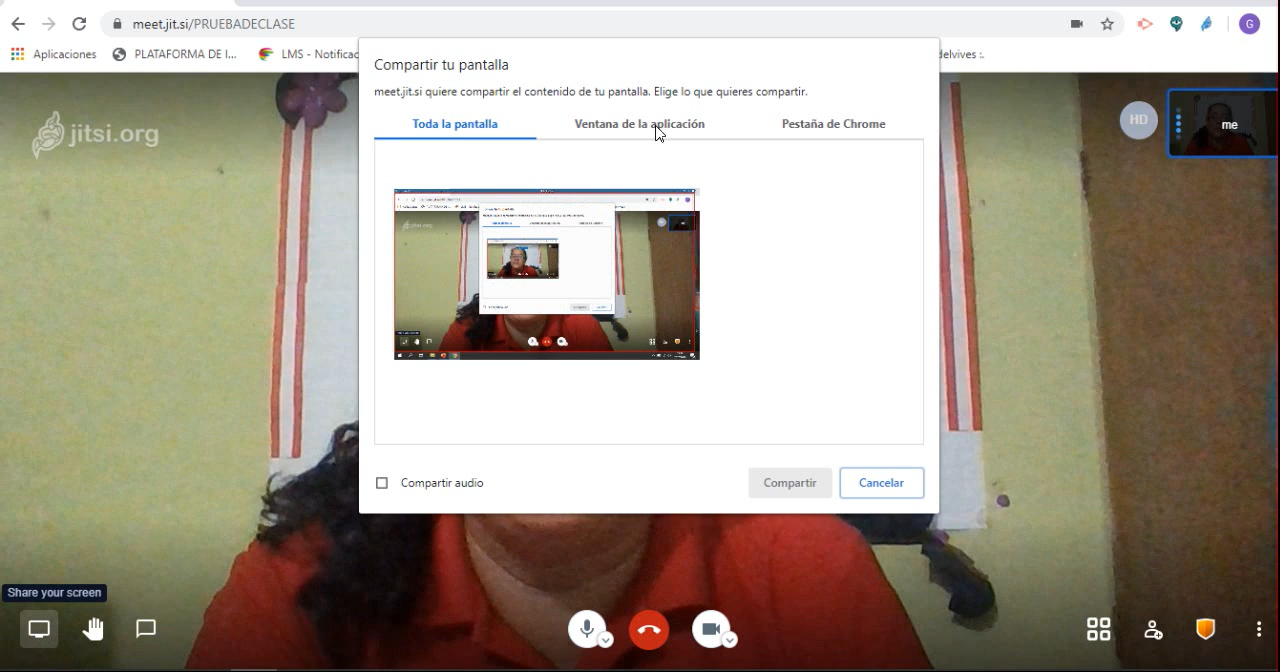 meet.jit.si/PRUEBADECLASE
G
Aplicaciones
PLATAFORMA DE I...
LMS - Notificac
delvives :.
Compartir tu pantalla
meet.jit.si quiere compartir el contenido de tu pantalla. Elige lo que quieres compartir.
Toda la pantalla
Ventana de la aplicación
Pestaña de Chrome
jitsi.org
HD
me
Compartir audio
Compartir
Cancelar
Share your screen